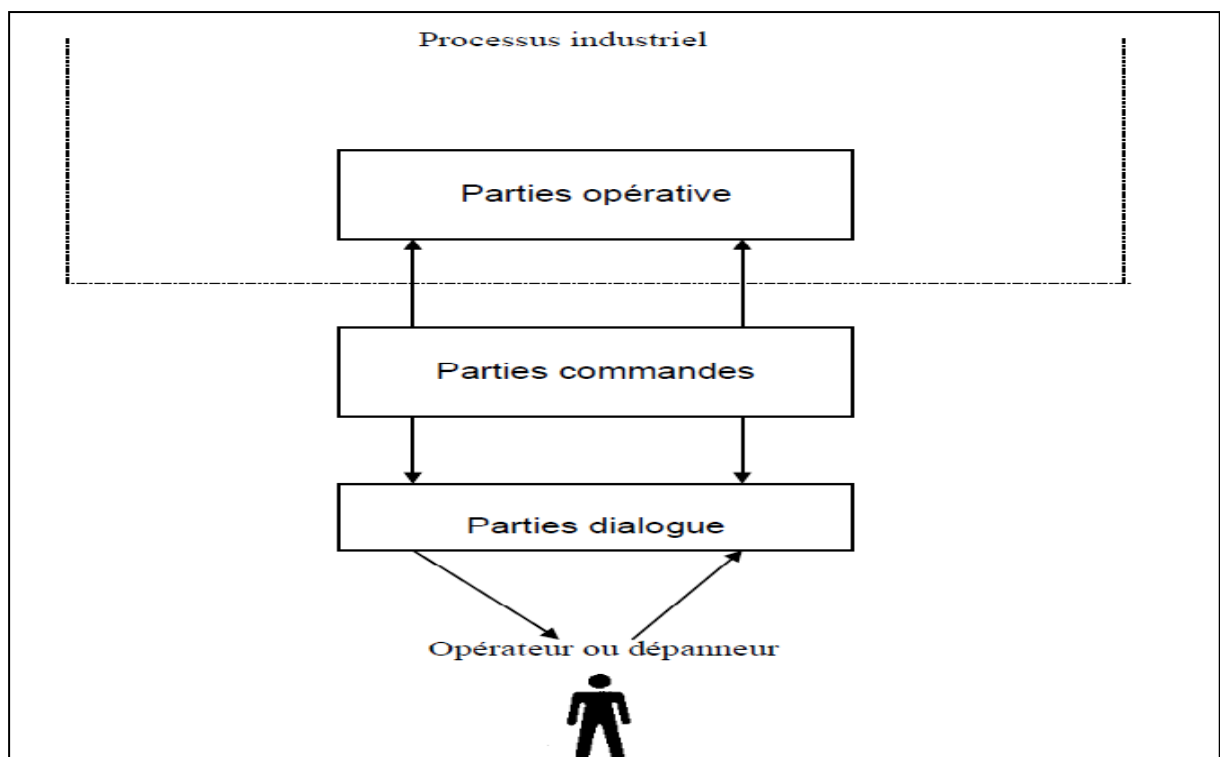 Processus industriel
Parties opérative
Parties commandes
Parties dialogue
Opérateur ou dépanneur